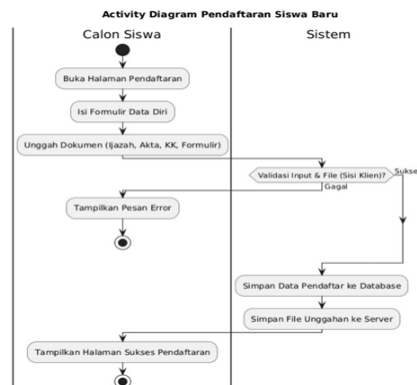 Activity Diagram Pendaftaran Siswa Baru
Calon Siswa
Sistem
Buka Halaman Pendaftaran
Isi Formulir Data Diri
Unggah Dokumen (Ijazah, Akta, KK, Formulir)
Validasi Input & File (Sisi Klien)?
Sukse
Gagal
Tampilkan Pesan Error
Simpan Data Pendaftar ke Database
Simpan File Unggahan ke Server
Tampilkan Halaman Sukses Pendaftaran